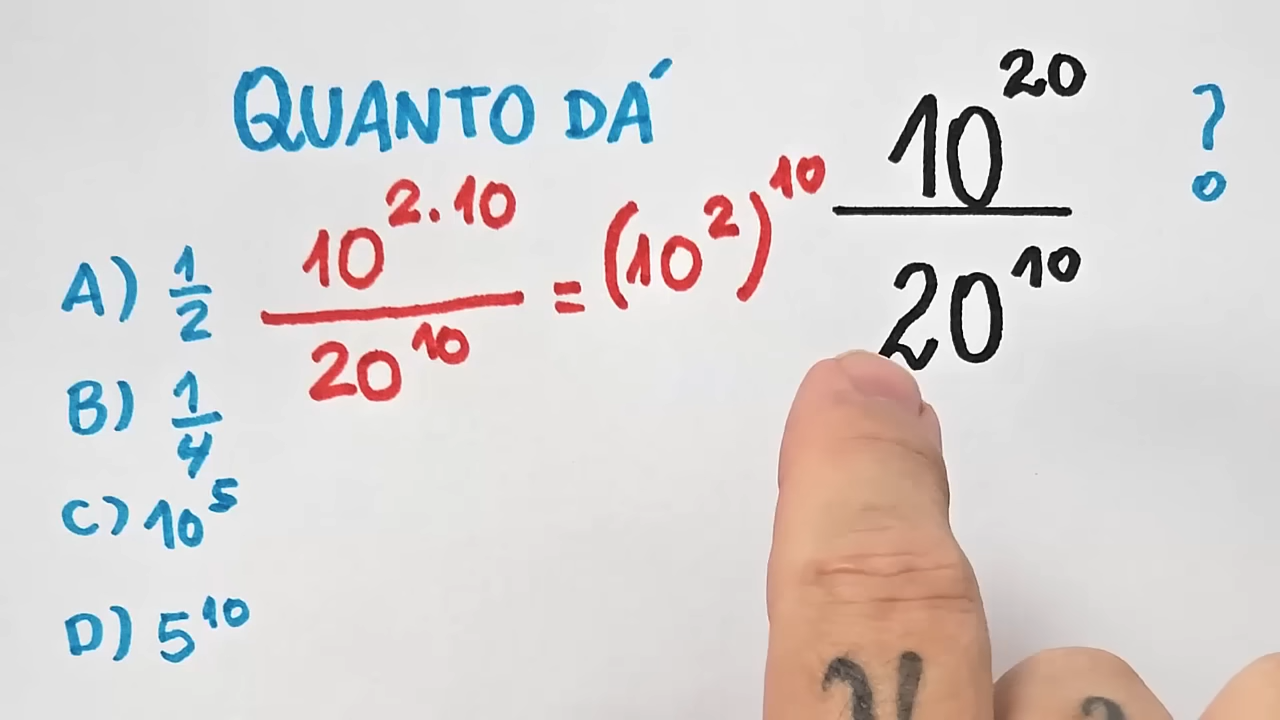 QUANTO DÁ 10^20 / 20^10 ?
10^(2.10) / 20^10 = (10^2)^10
A) 1/2
B) 1/4
C) 10^5
D) 5^10